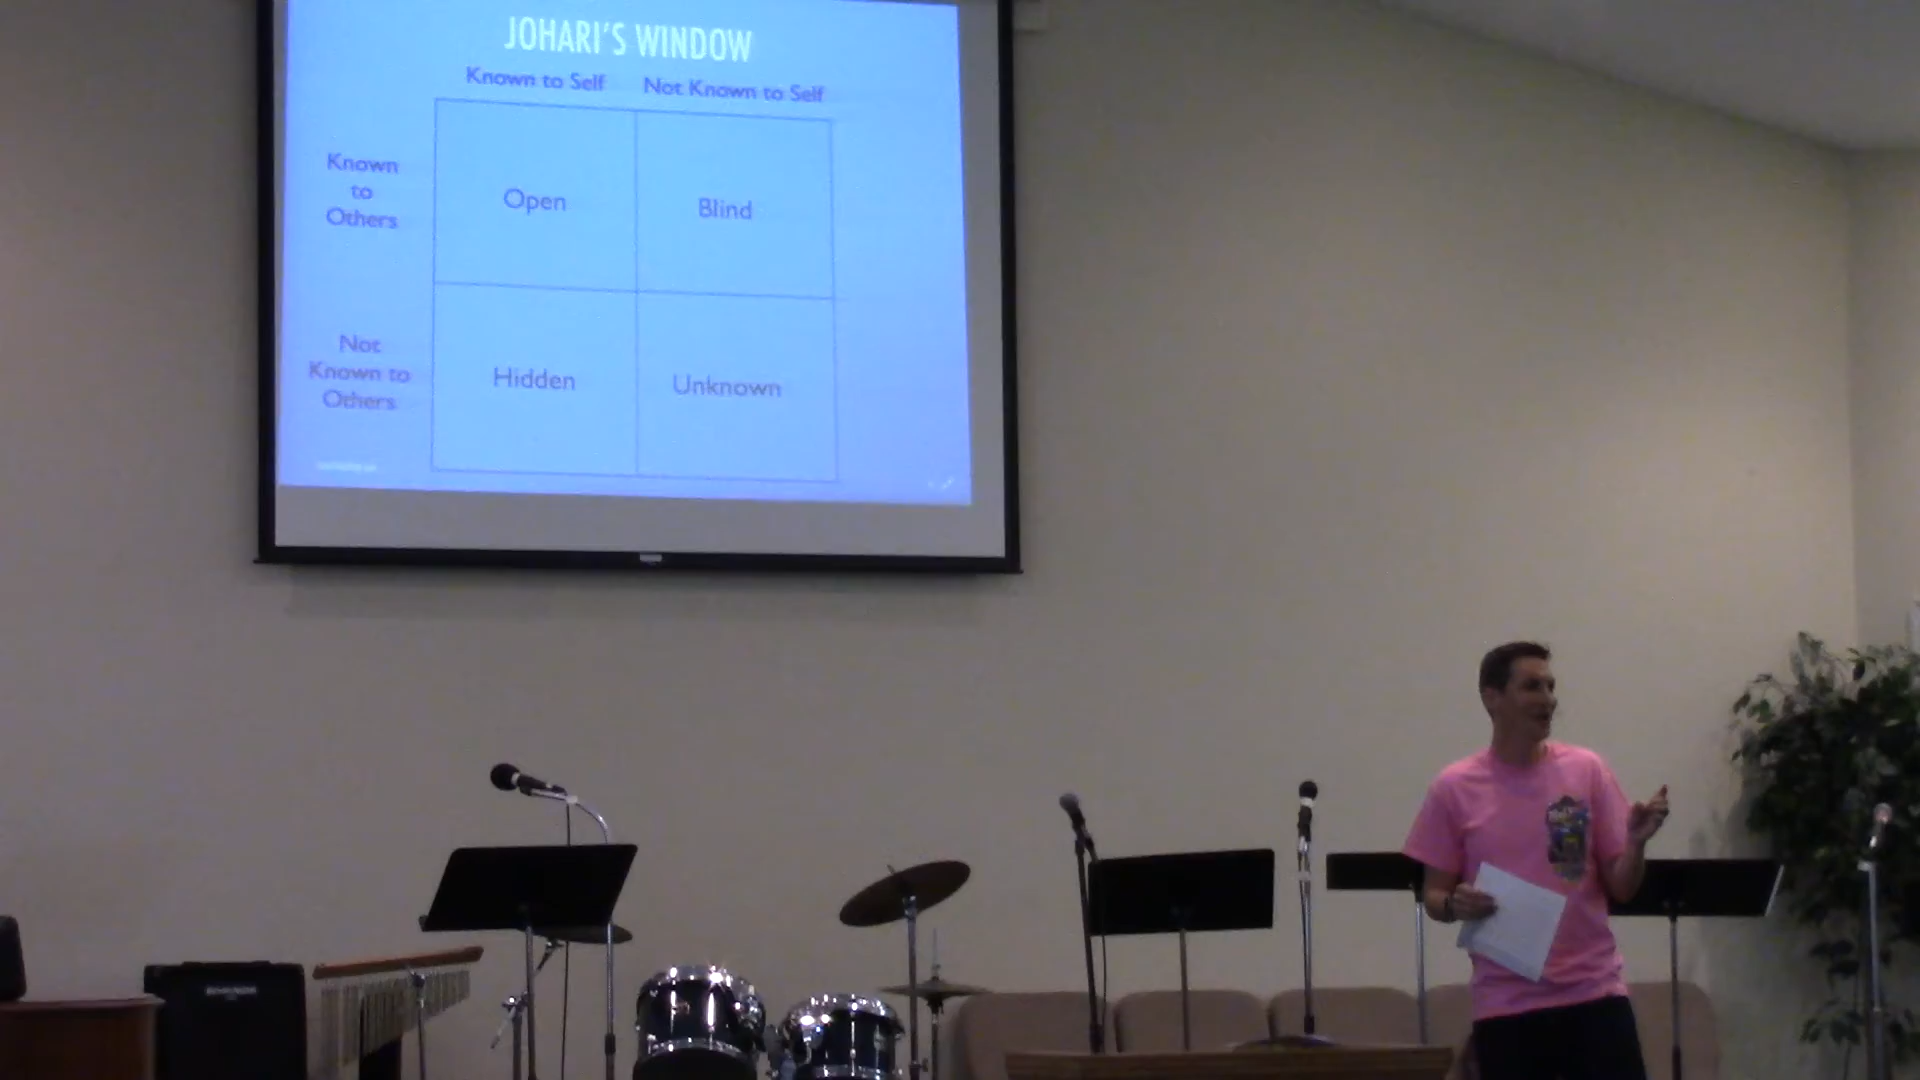 JOHARI'S WINDOW
Known to Self Not Known to Self
Known
to
Others
Open Blind
Not
Known to
Others
Hidden Unknown